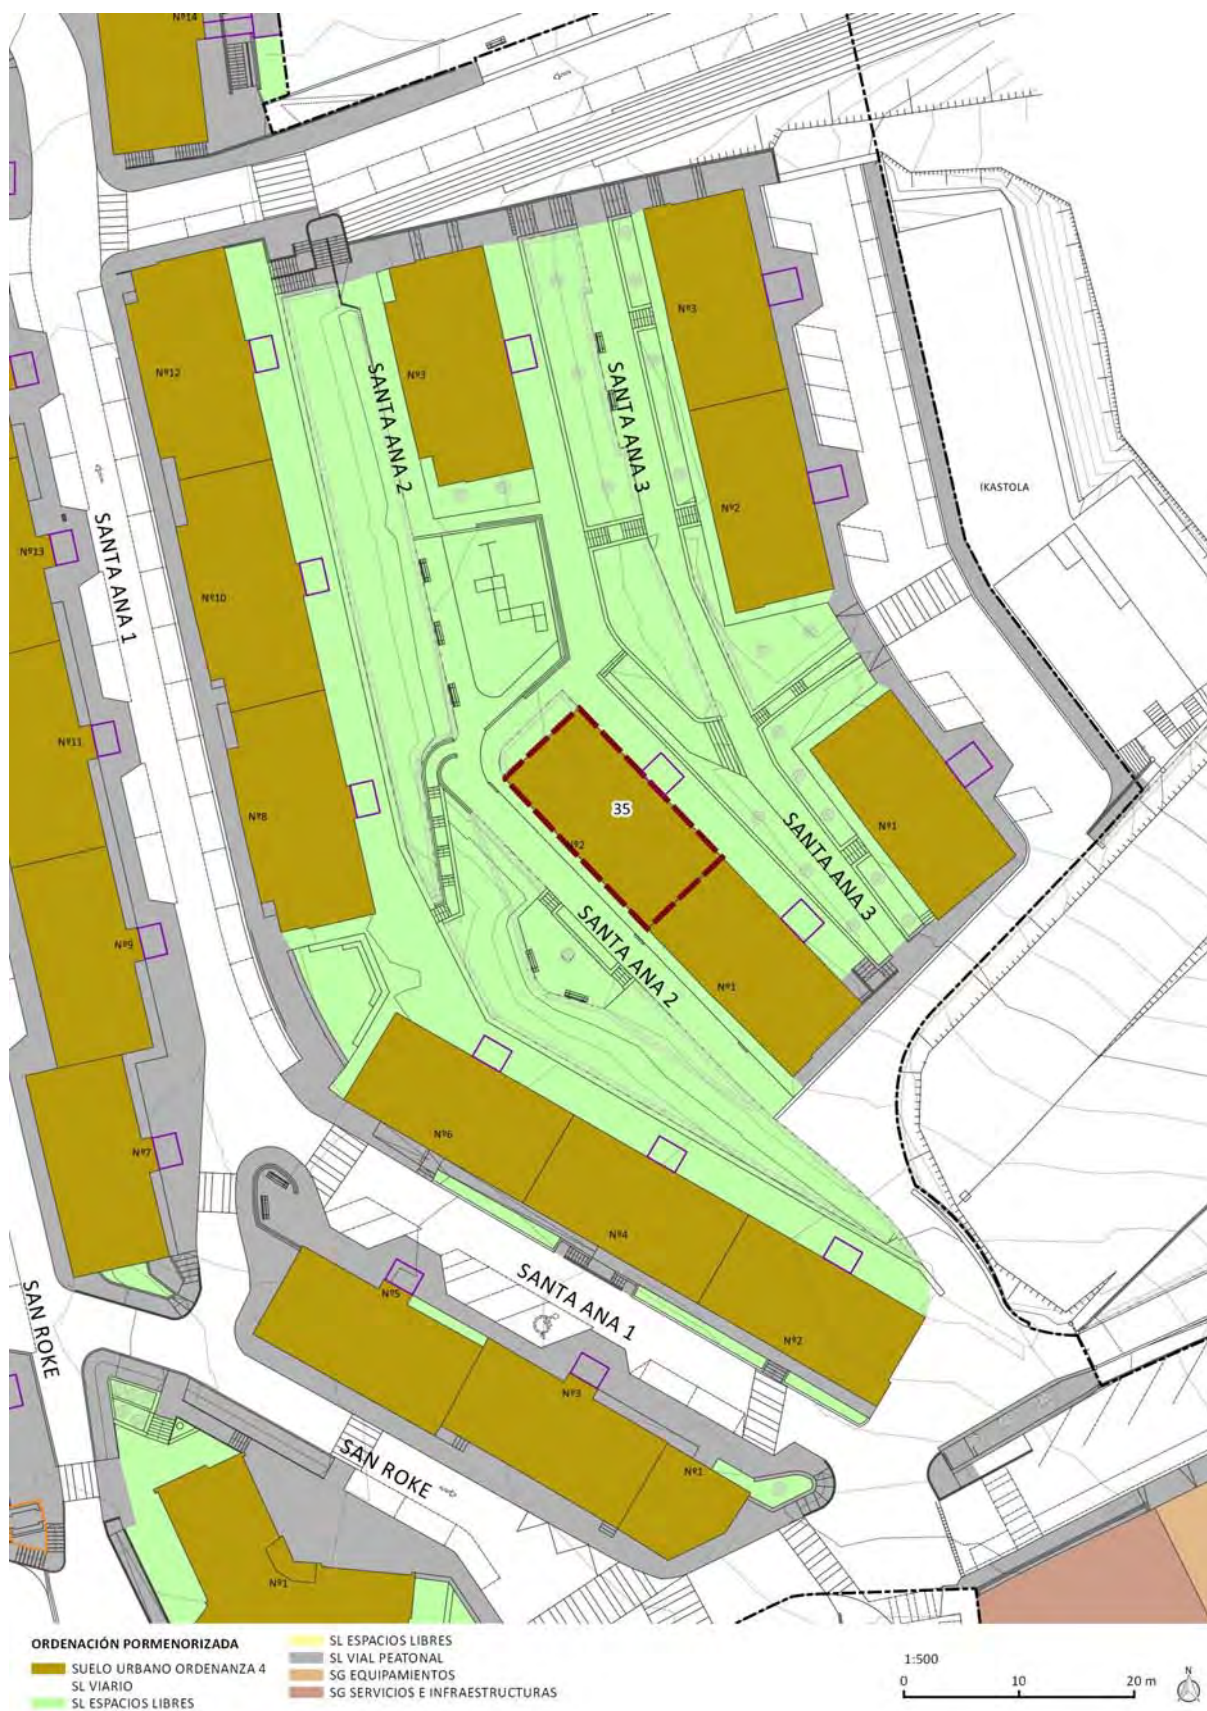 Nº14
Nº3
Nº12
SANTA ANA 2
Nº3
SANTA ANA 3
Nº2
IKASTOLA
SANTA ANA 1
Nº13
Nº10
Nº11
Nº8
35
Nº2
SANTA ANA 3
Nº1
SANTA ANA 2
Nº9
Nº1
Nº6
Nº7
Nº4
SANTA ANA 1
Nº5
Nº2
SAN ROKE
Nº3
SAN ROKE
Nº1
Nº1
ORDENACIÓN PORMENORIZADA
SUELO URBANO ORDENANZA 4
SL VIARIO
SL ESPACIOS LIBRES
SL ESPACIOS LIBRES
SL VIAL PEATONAL
SG EQUIPAMIENTOS
SG SERVICIOS E INFRAESTRUCTURAS
1:500
0 10 20 m
N